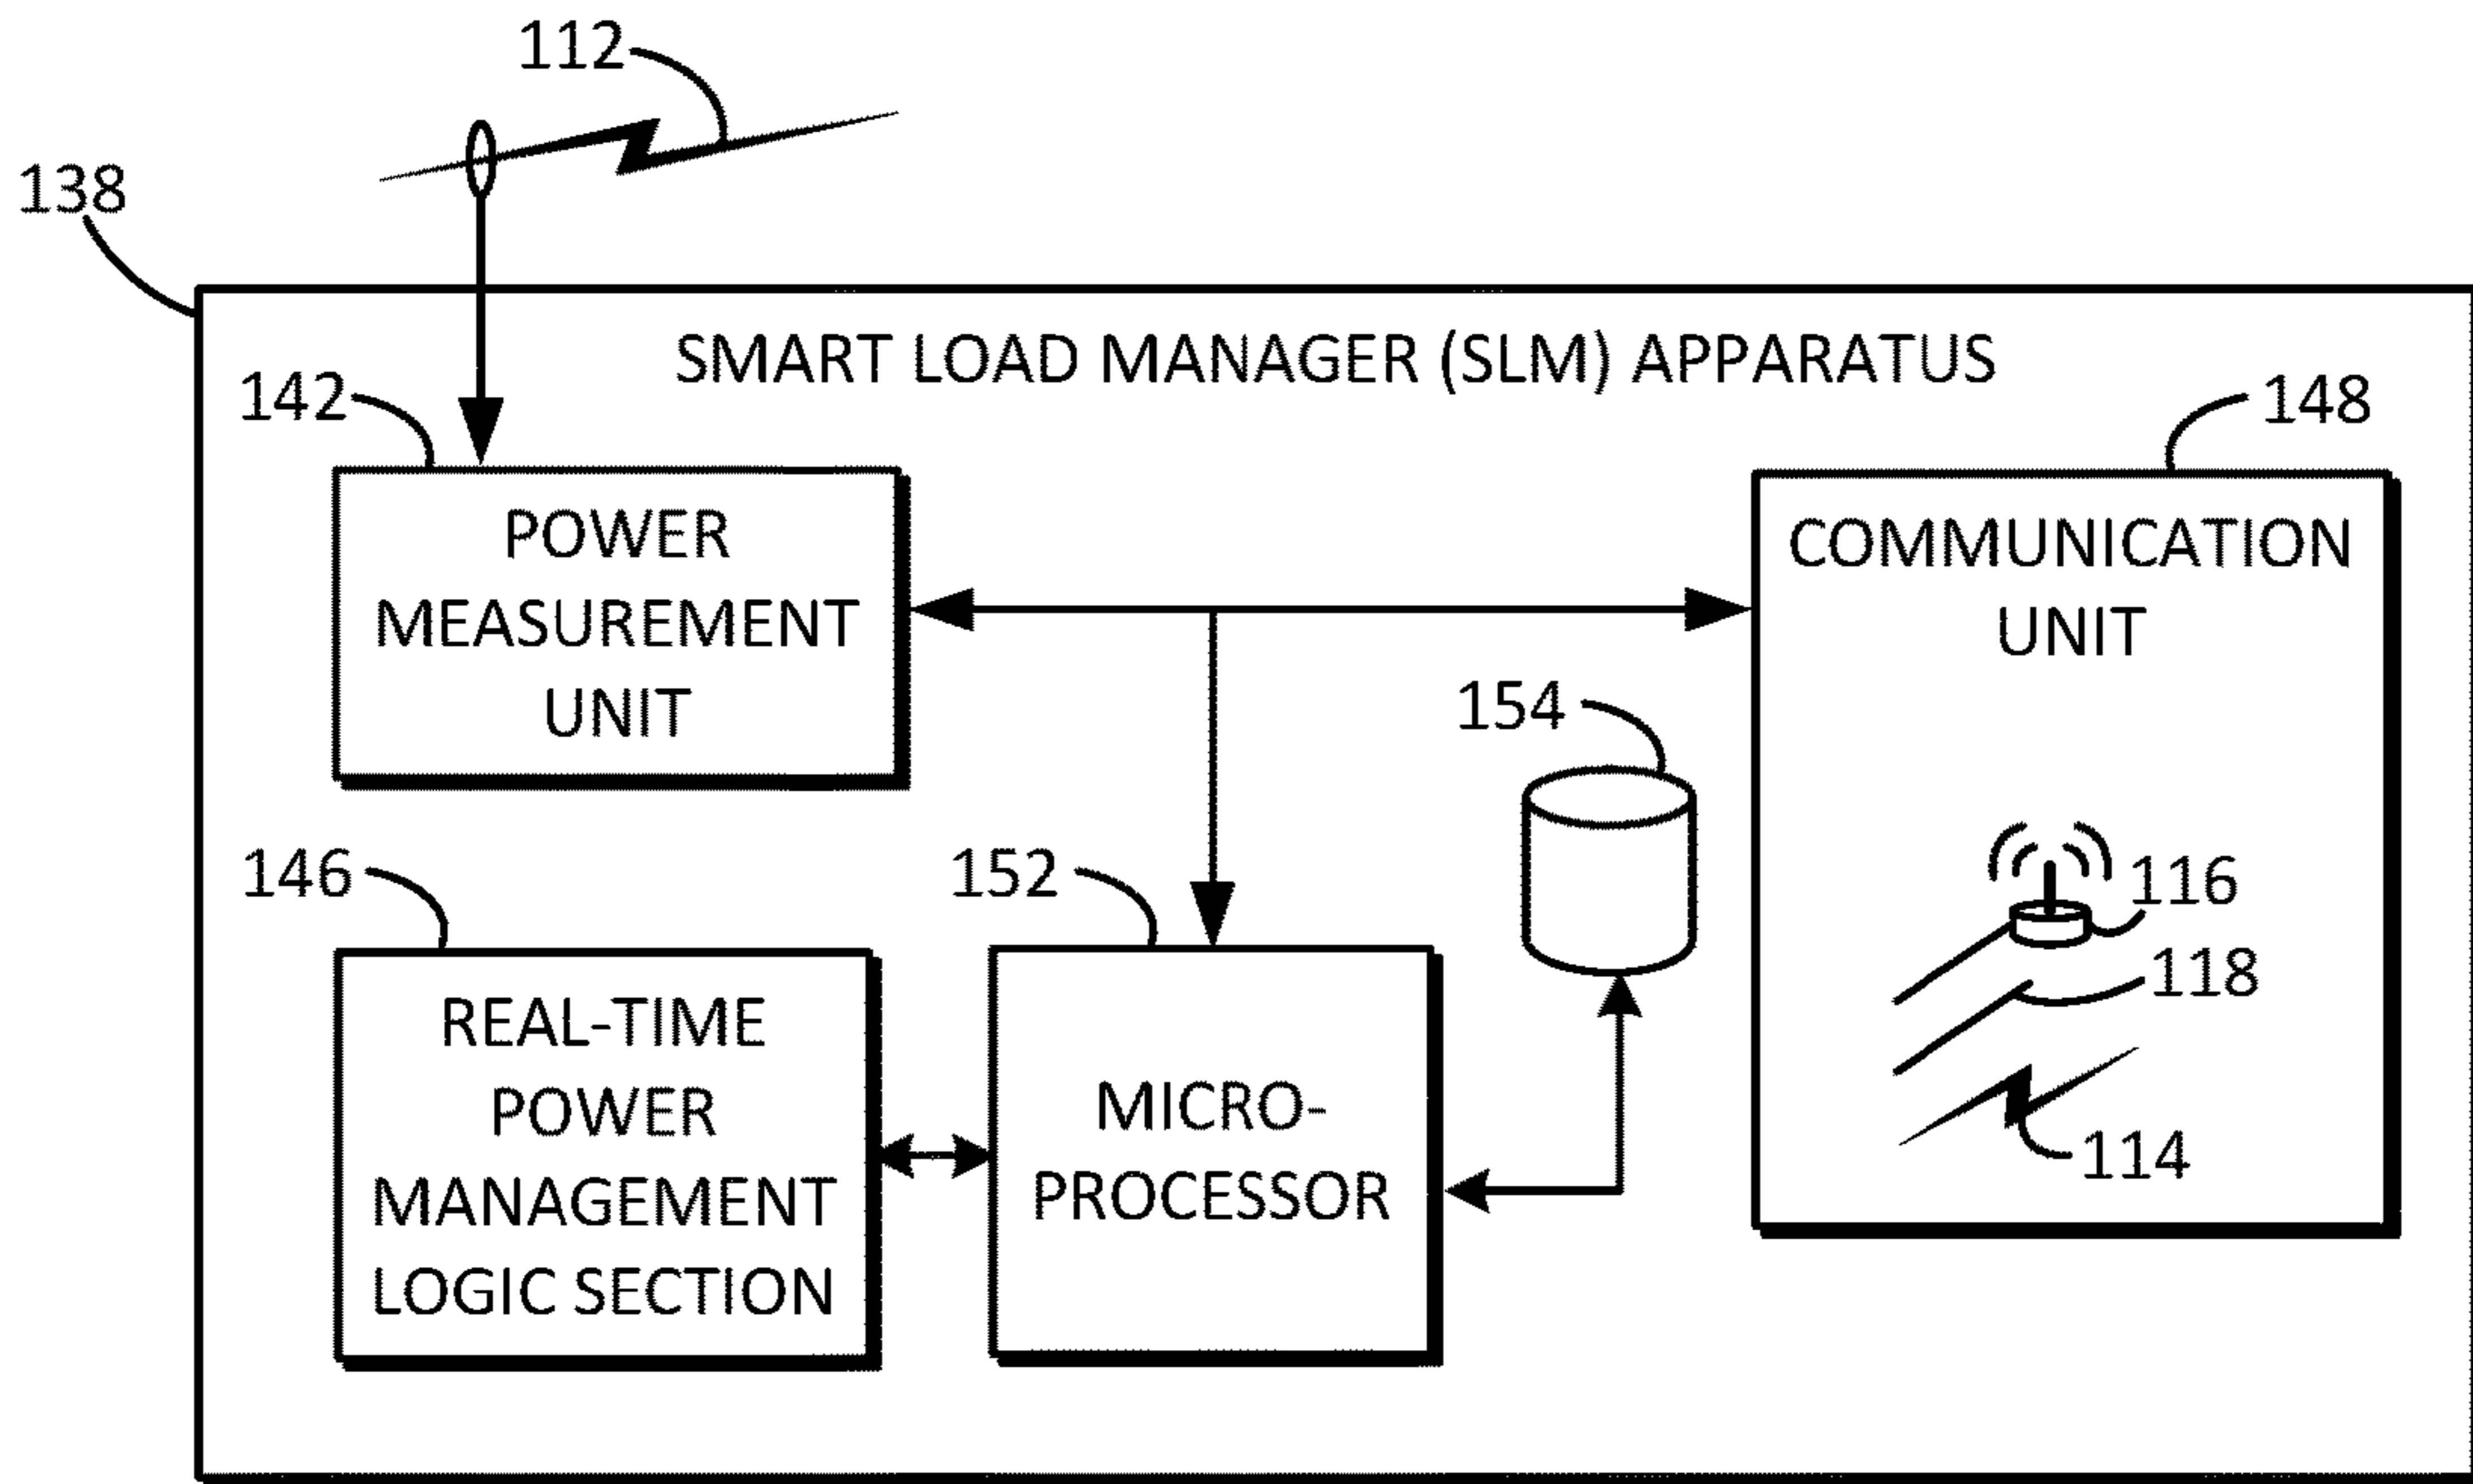 112
138
SMART LOAD MANAGER (SLM) APPARATUS
142
148
POWER
MEASUREMENT
UNIT
COMMUNICATION
UNIT
154
146
152
116
118
114
REAL-TIME
POWER
MANAGEMENT
LOGIC SECTION
MICRO-
PROCESSOR